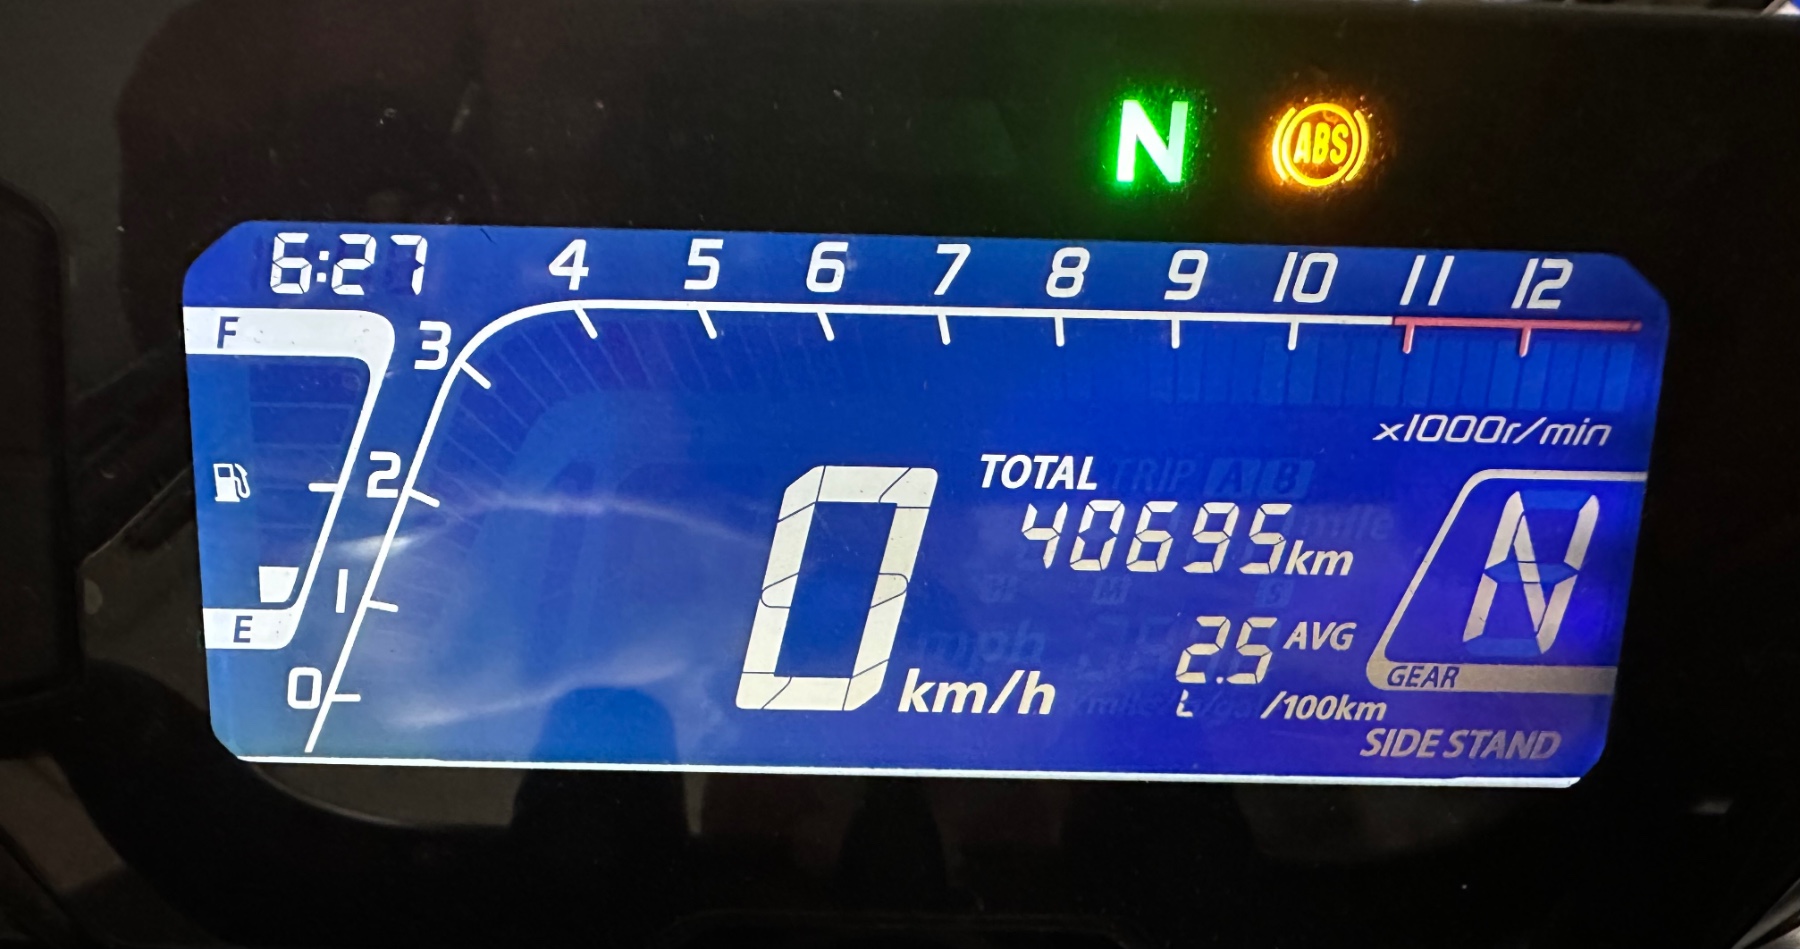 N ABS
6:27
4 5 6 7 8 9 10 11 12
F
3
x1000r/min
2
TOTAL
40695km
N
1
E
0
0 km/h
2.5 AVG
L /100km
GEAR
SIDE STAND